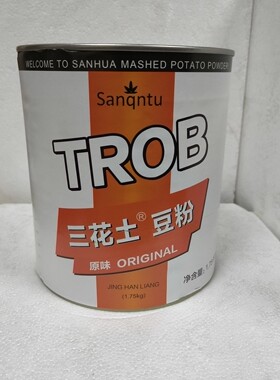 WELCOME TO SANHUA MASHED POTATO POWDER
Sanqntu
TROB
三花土® 豆粉
原味 ORIGINAL
JING HAN LIANG
(1.75kg)
净含量: